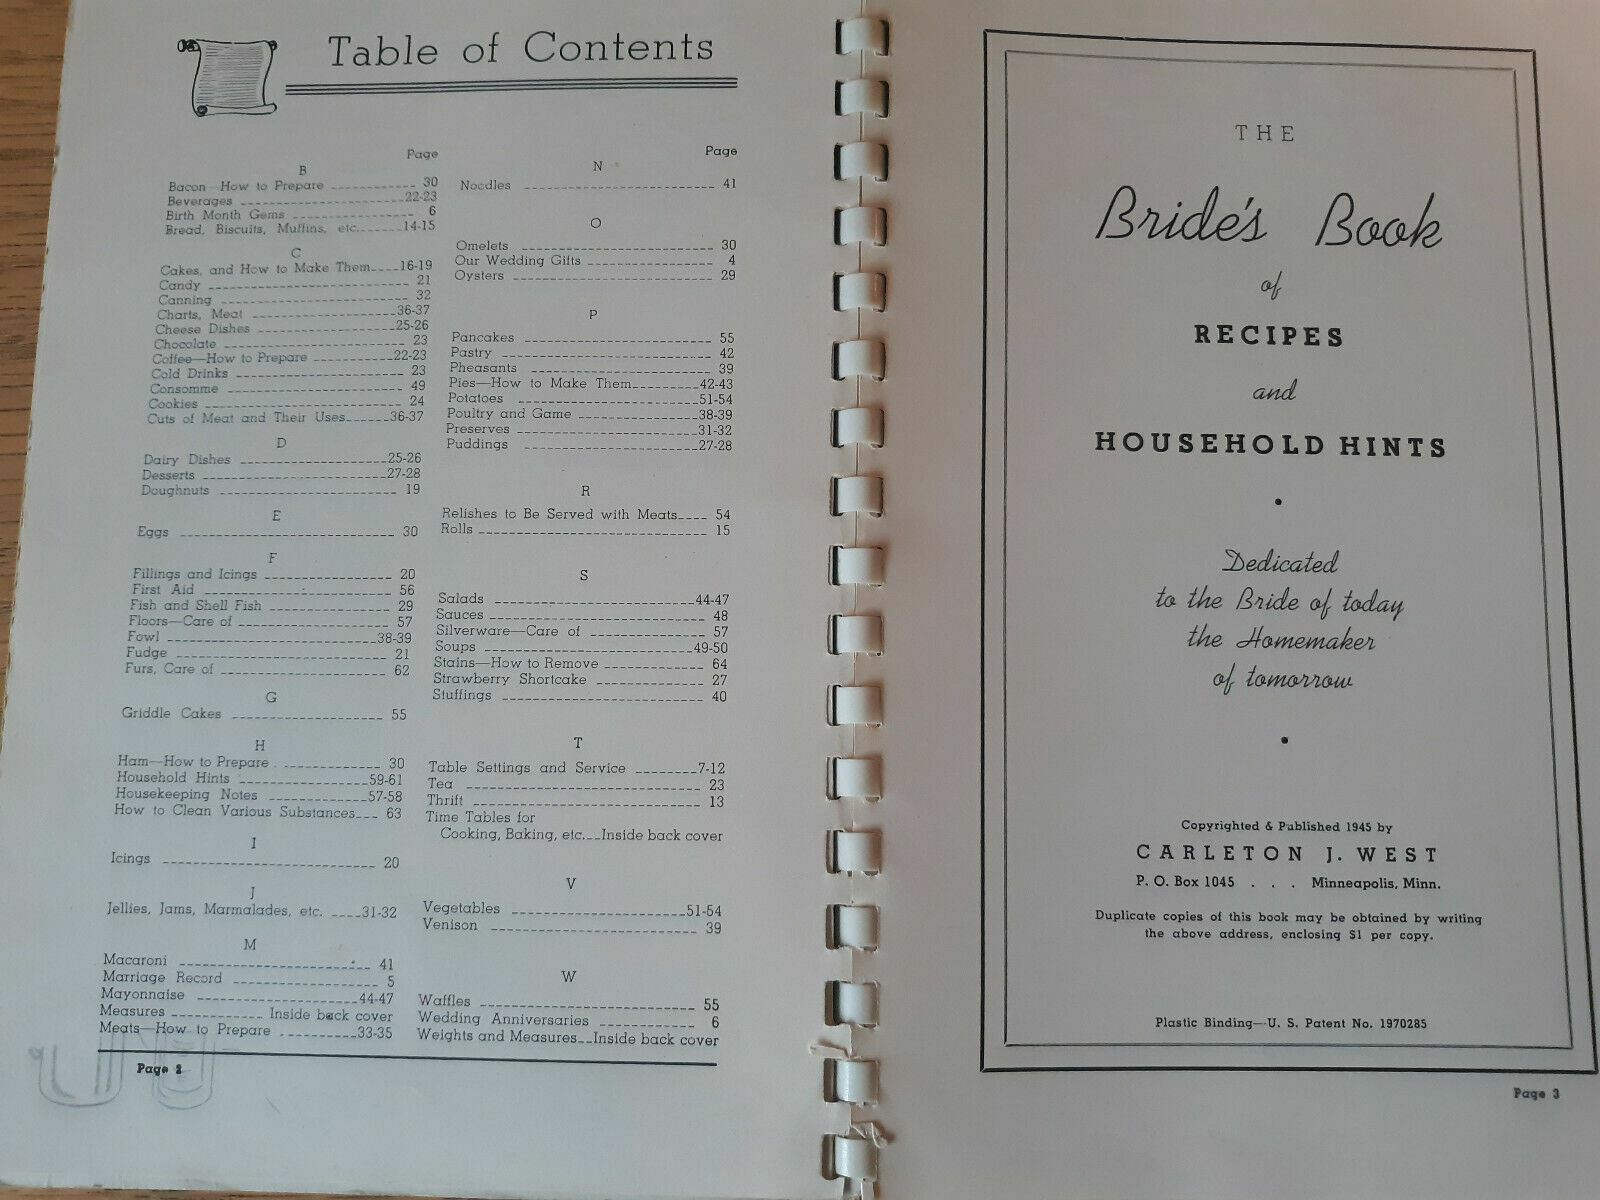 Table of Contents
Page
B
Bacon—How to Prepare 30
Beverages 22-23
Birth Month Gems 6
Bread, Biscuits, Muffins, etc. 14-15
C
Cakes, and How to Make Them 16-19
Candy 21
Canning 32
Charts, Meat 36-37
Cheese Dishes 25-26
Chocolate 23
Coffee—How to Prepare 22-23
Cold Drinks 23
Consomme 49
Cookies 24
Cuts of Meat and Their Uses 36-37
D
Dairy Dishes 25-26
Desserts 27-28
Doughnuts 19
E
Eggs 30
F
Fillings and Icings 20
First Aid 56
Fish and Shell Fish 29
Floors—Care of 57
Fowl 38-39
Fudge 21
Furs, Care of 62
G
Griddle Cakes 55
H
Ham—How to Prepare 30
Household Hints 59-61
Housekeeping Notes 57-58
How to Clean Various Substances 63
I
Icings 20
J
Jellies, Jams, Marmalades, etc. 31-32
M
Macaroni 41
Marriage Record 5
Mayonnaise 44-47
Measures Inside back cover
Meats—How to Prepare 33-35
Page
N
Noodles 41
O
Omelets 30
Our Wedding Gifts 4
Oysters 29
P
Pancakes 55
Pastry 42
Pheasants 39
Pies—How to Make Them 42-43
Potatoes 51-54
Poultry and Game 38-39
Preserves 31-32
Puddings 27-28
R
Relishes to Be Served with Meats 54
Rolls 15
S
Salads 44-47
Sauces 48
Silverware—Care of 57
Soups 49-50
Stains—How to Remove 64
Strawberry Shortcake 27
Stuffings 40
T
Table Settings and Service 7-12
Tea 23
Thrift 13
Time Tables for
Cooking, Baking, etc. Inside back cover
V
Vegetables 51-54
Venison 39
W
Waffles 55
Wedding Anniversaries 6
Weights and Measures Inside back cover
Page 2
THE
Bride's Book
of
RECIPES
and
HOUSEHOLD HINTS
•
Dedicated
to the Bride of today
the Homemaker
of tomorrow
•
Copyrighted & Published 1945 by
CARLETON J. WEST
P. O. Box 1045 . . . Minneapolis, Minn.
Duplicate copies of this book may be obtained by writing
the above address, enclosing $1 per copy.
Plastic Binding—U. S. Patent No. 1970285
Page 3